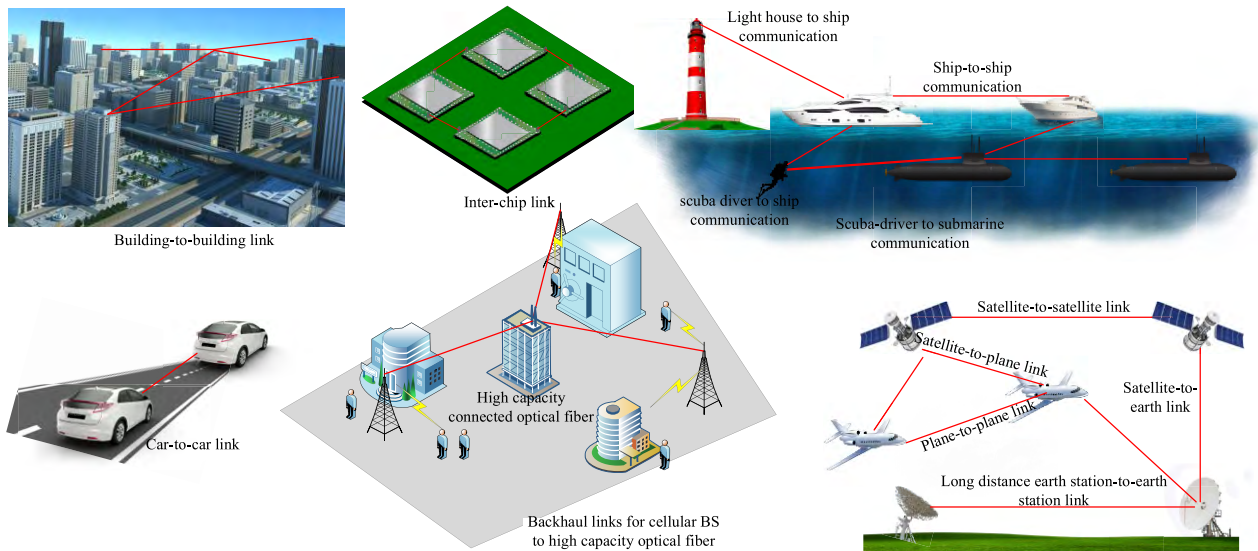 Light house to ship
communication
Ship-to-ship
communication
scuba diver to ship
communication
Scuba-driver to submarine
communication
Inter-chip link
Building-to-building link
Car-to-car link
High capacity
connected optical fiber
Backhaul links for cellular BS
to high capacity optical fiber
Satellite-to-satellite link
Satellite-to-plane link
Plane-to-plane link
Satellite-to-
earth link
Long distance earth station-to-earth
station link